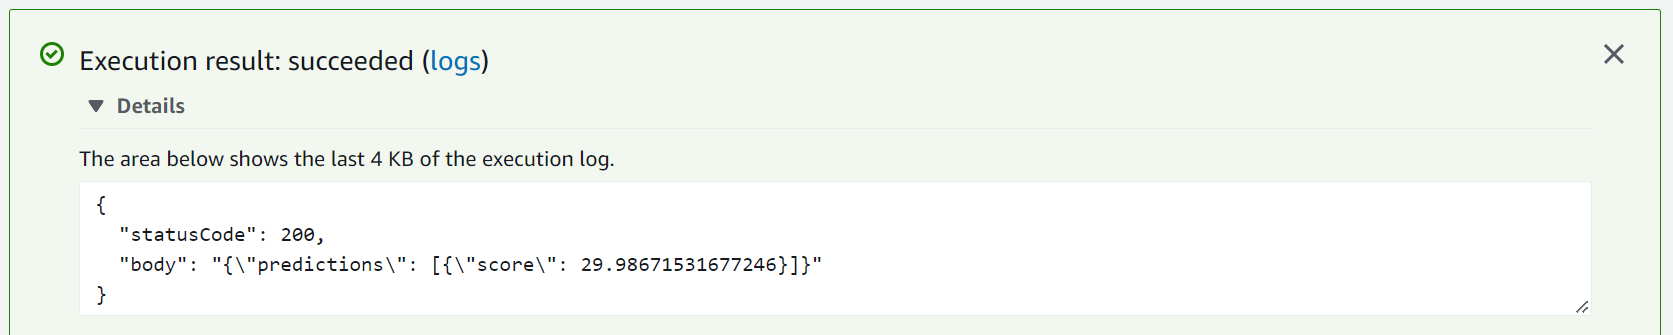 Execution result: succeeded (logs)
Details
The area below shows the last 4 KB of the execution log.
{
"statusCode": 200,
"body": "{\"predictions\": [{\"score\": 29.98671531677246}]}"
}